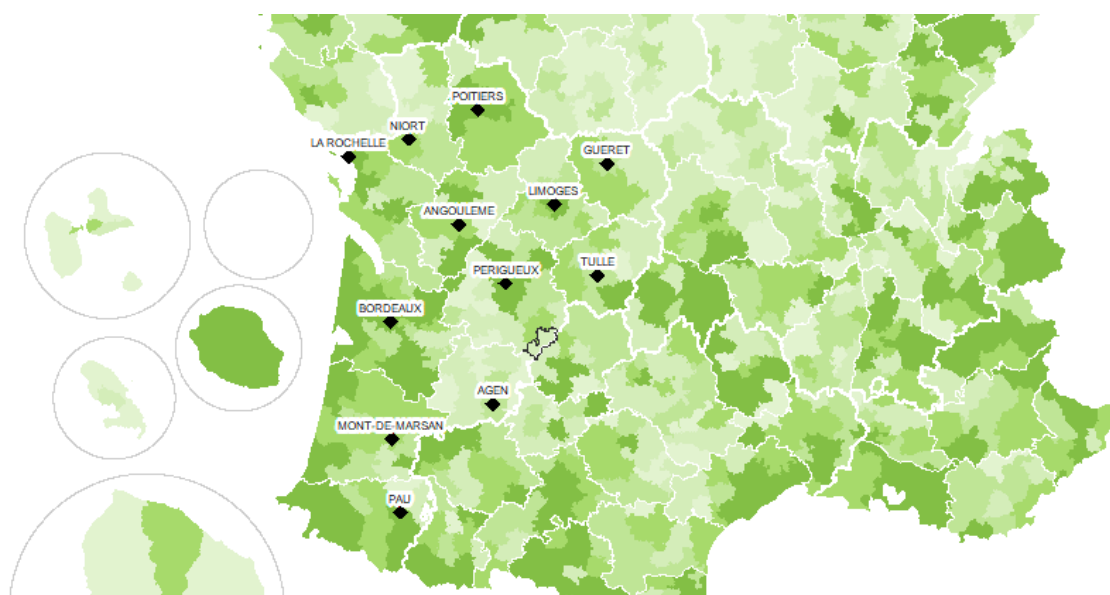 POITIERS
NIORT
LA ROCHELLE
GUERET
LIMOGES
ANGOULEME
TULLE
PERIGUEUX
BORDEAUX
AGEN
MONT-DE-MARSAN
PAU